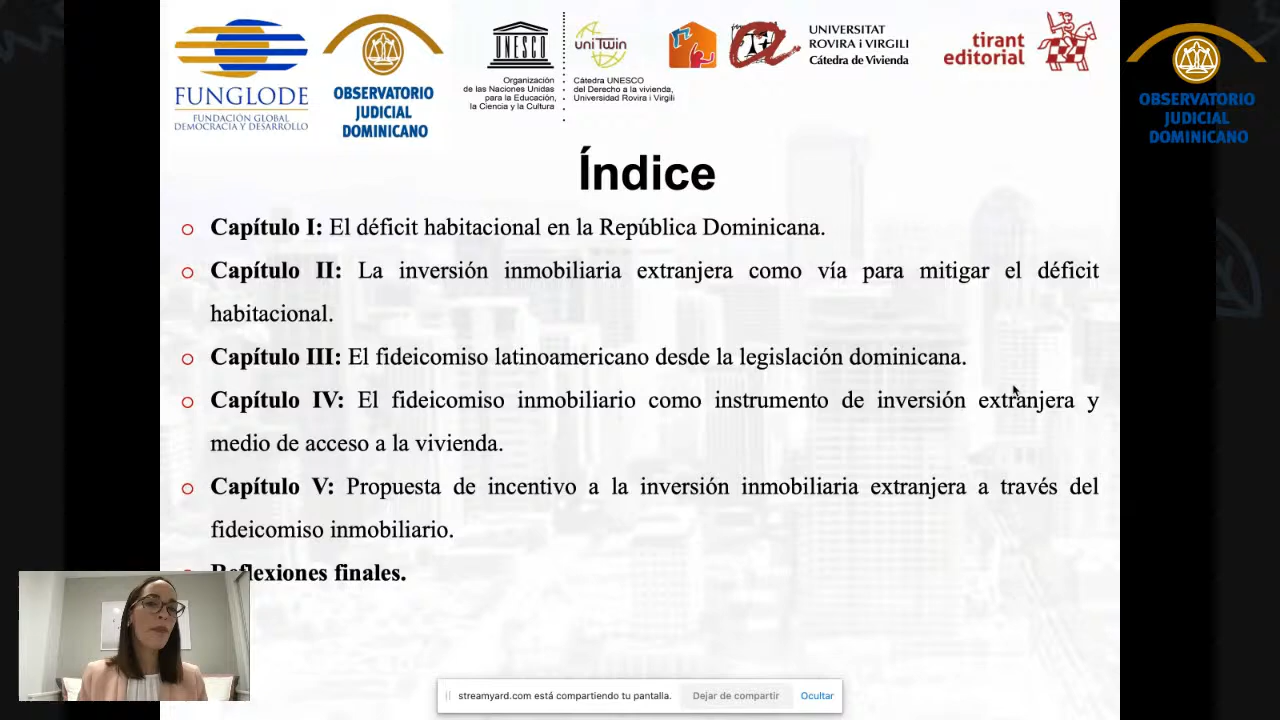 FUNGLODE
FUNDACIÓN GLOBAL
DEMOCRACIA Y DESARROLLO
OBSERVATORIO
JUDICIAL
DOMINICANO
UNESCO
Organización
de las Naciones Unidas
para la Educación,
la Ciencia y la Cultura
uniTwin
Cátedra UNESCO
del Derecho a la vivienda,
Universidad Rovira i Virgili
UNIVERSITAT
ROVIRA i VIRGILI
Cátedra de Vivienda
tirant
editorial
OBSERVATORIO
JUDICIAL
DOMINICANO
Índice
Capítulo I: El déficit habitacional en la República Dominicana.
Capítulo II: La inversión inmobiliaria extranjera como vía para mitigar el déficit
habitacional.
Capítulo III: El fideicomiso latinoamericano desde la legislación dominicana.
Capítulo IV: El fideicomiso inmobiliario como instrumento de inversión extranjera y
medio de acceso a la vivienda.
Capítulo V: Propuesta de incentivo a la inversión inmobiliaria extranjera a través del
fideicomiso inmobiliario.
Reflexiones finales.
streamyard.com está compartiendo tu pantalla.
Dejar de compartir
Ocultar